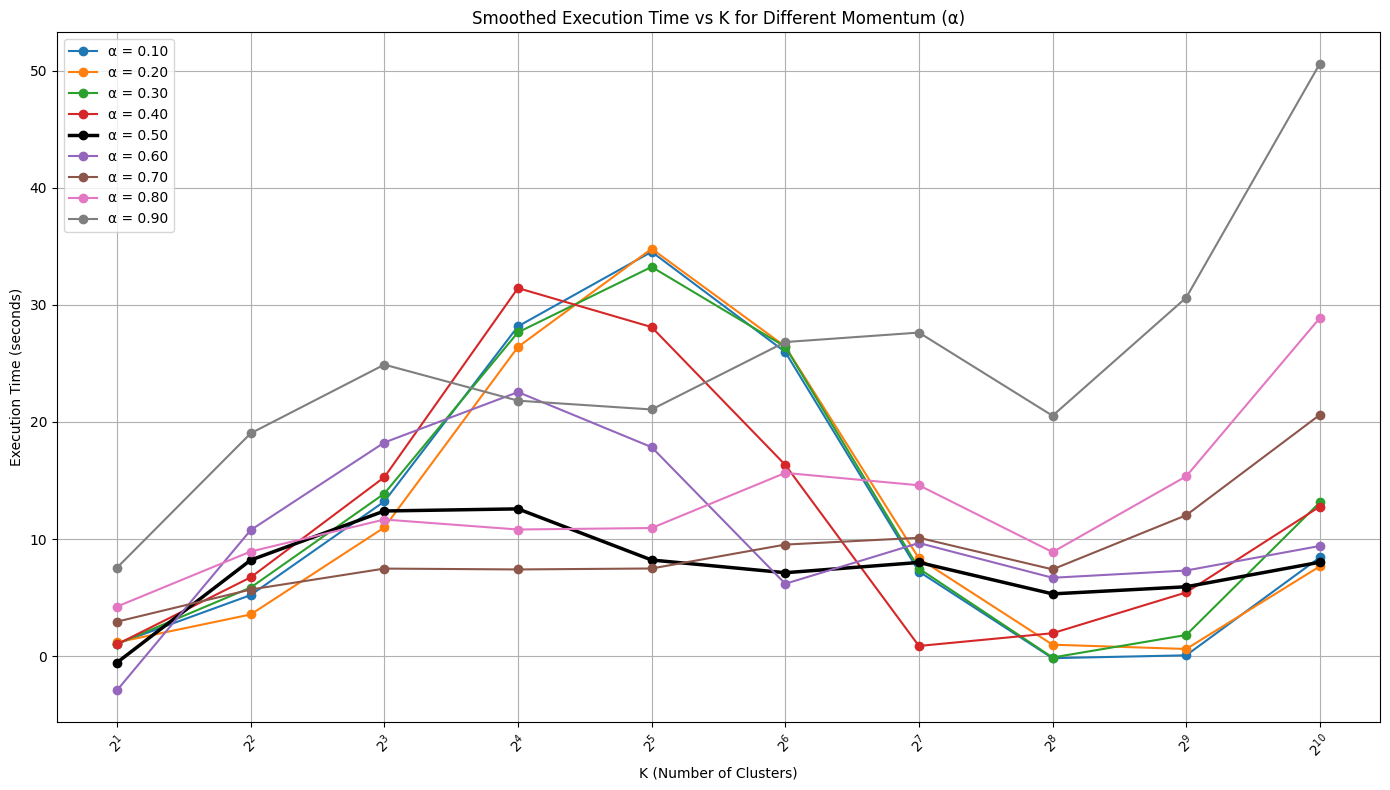 Smoothed Execution Time vs K for Different Momentum (α)
α = 0.10
α = 0.20
α = 0.30
α = 0.40
α = 0.50
α = 0.60
α = 0.70
α = 0.80
α = 0.90
Execution Time (seconds)
50
40
30
20
10
0
2¹
2²
2³
2⁴
2⁵
2⁶
2⁷
2⁸
2⁹
2¹⁰
K (Number of Clusters)